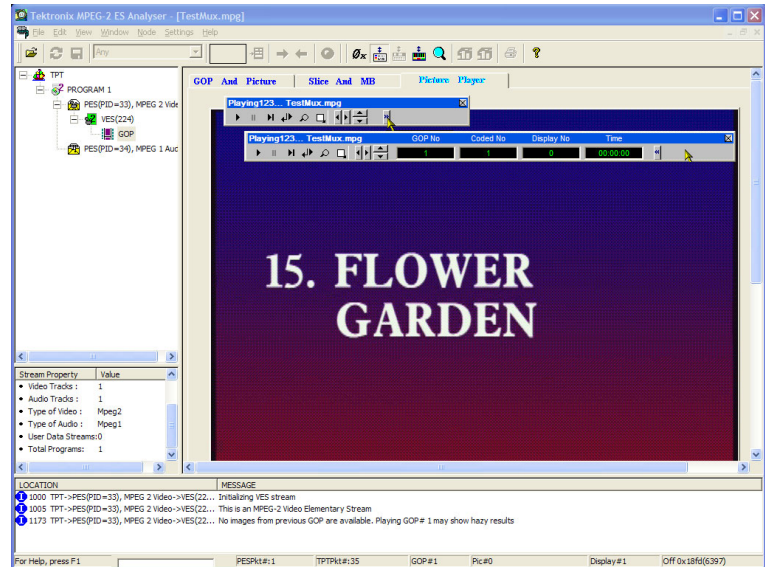 Tektronix MPEG-2 ES Analyser - [TestMux.mpg]
File Edit View Window Node Settings Help
Any
Øx
TPT
PROGRAM 1
PES(PID=33), MPEG 2 Vide
VES(224)
GOP
PES(PID=34), MPEG 1 Auc
GOP And Picture Slice And MB Picture Player
Playing123... TestMux.mpg
Playing123... TestMux.mpg GOP No Coded No Display No Time
1 1 0 00:00:00
15. FLOWER
GARDEN
Stream Property Value
Video Tracks : 1
Audio Tracks : 1
Type of Video : Mpeg2
Type of Audio : Mpeg1
User Data Streams:0
Total Programs: 1
LOCATION MESSAGE
1000 TPT->PES(PID=33), MPEG 2 Video->VES(22... Initializing VES stream
1005 TPT->PES(PID=33), MPEG 2 Video->VES(22... This is an MPEG-2 Video Elementary Stream
1173 TPT->PES(PID=33), MPEG 2 Video->VES(22... No images from previous GOP are available. Playing GOP# 1 may show hazy results
For Help, press F1 PESPkt#:1 TPTPkt#:35 GOP#1 Pic#0 Display#1 Off 0x18fd(6397)